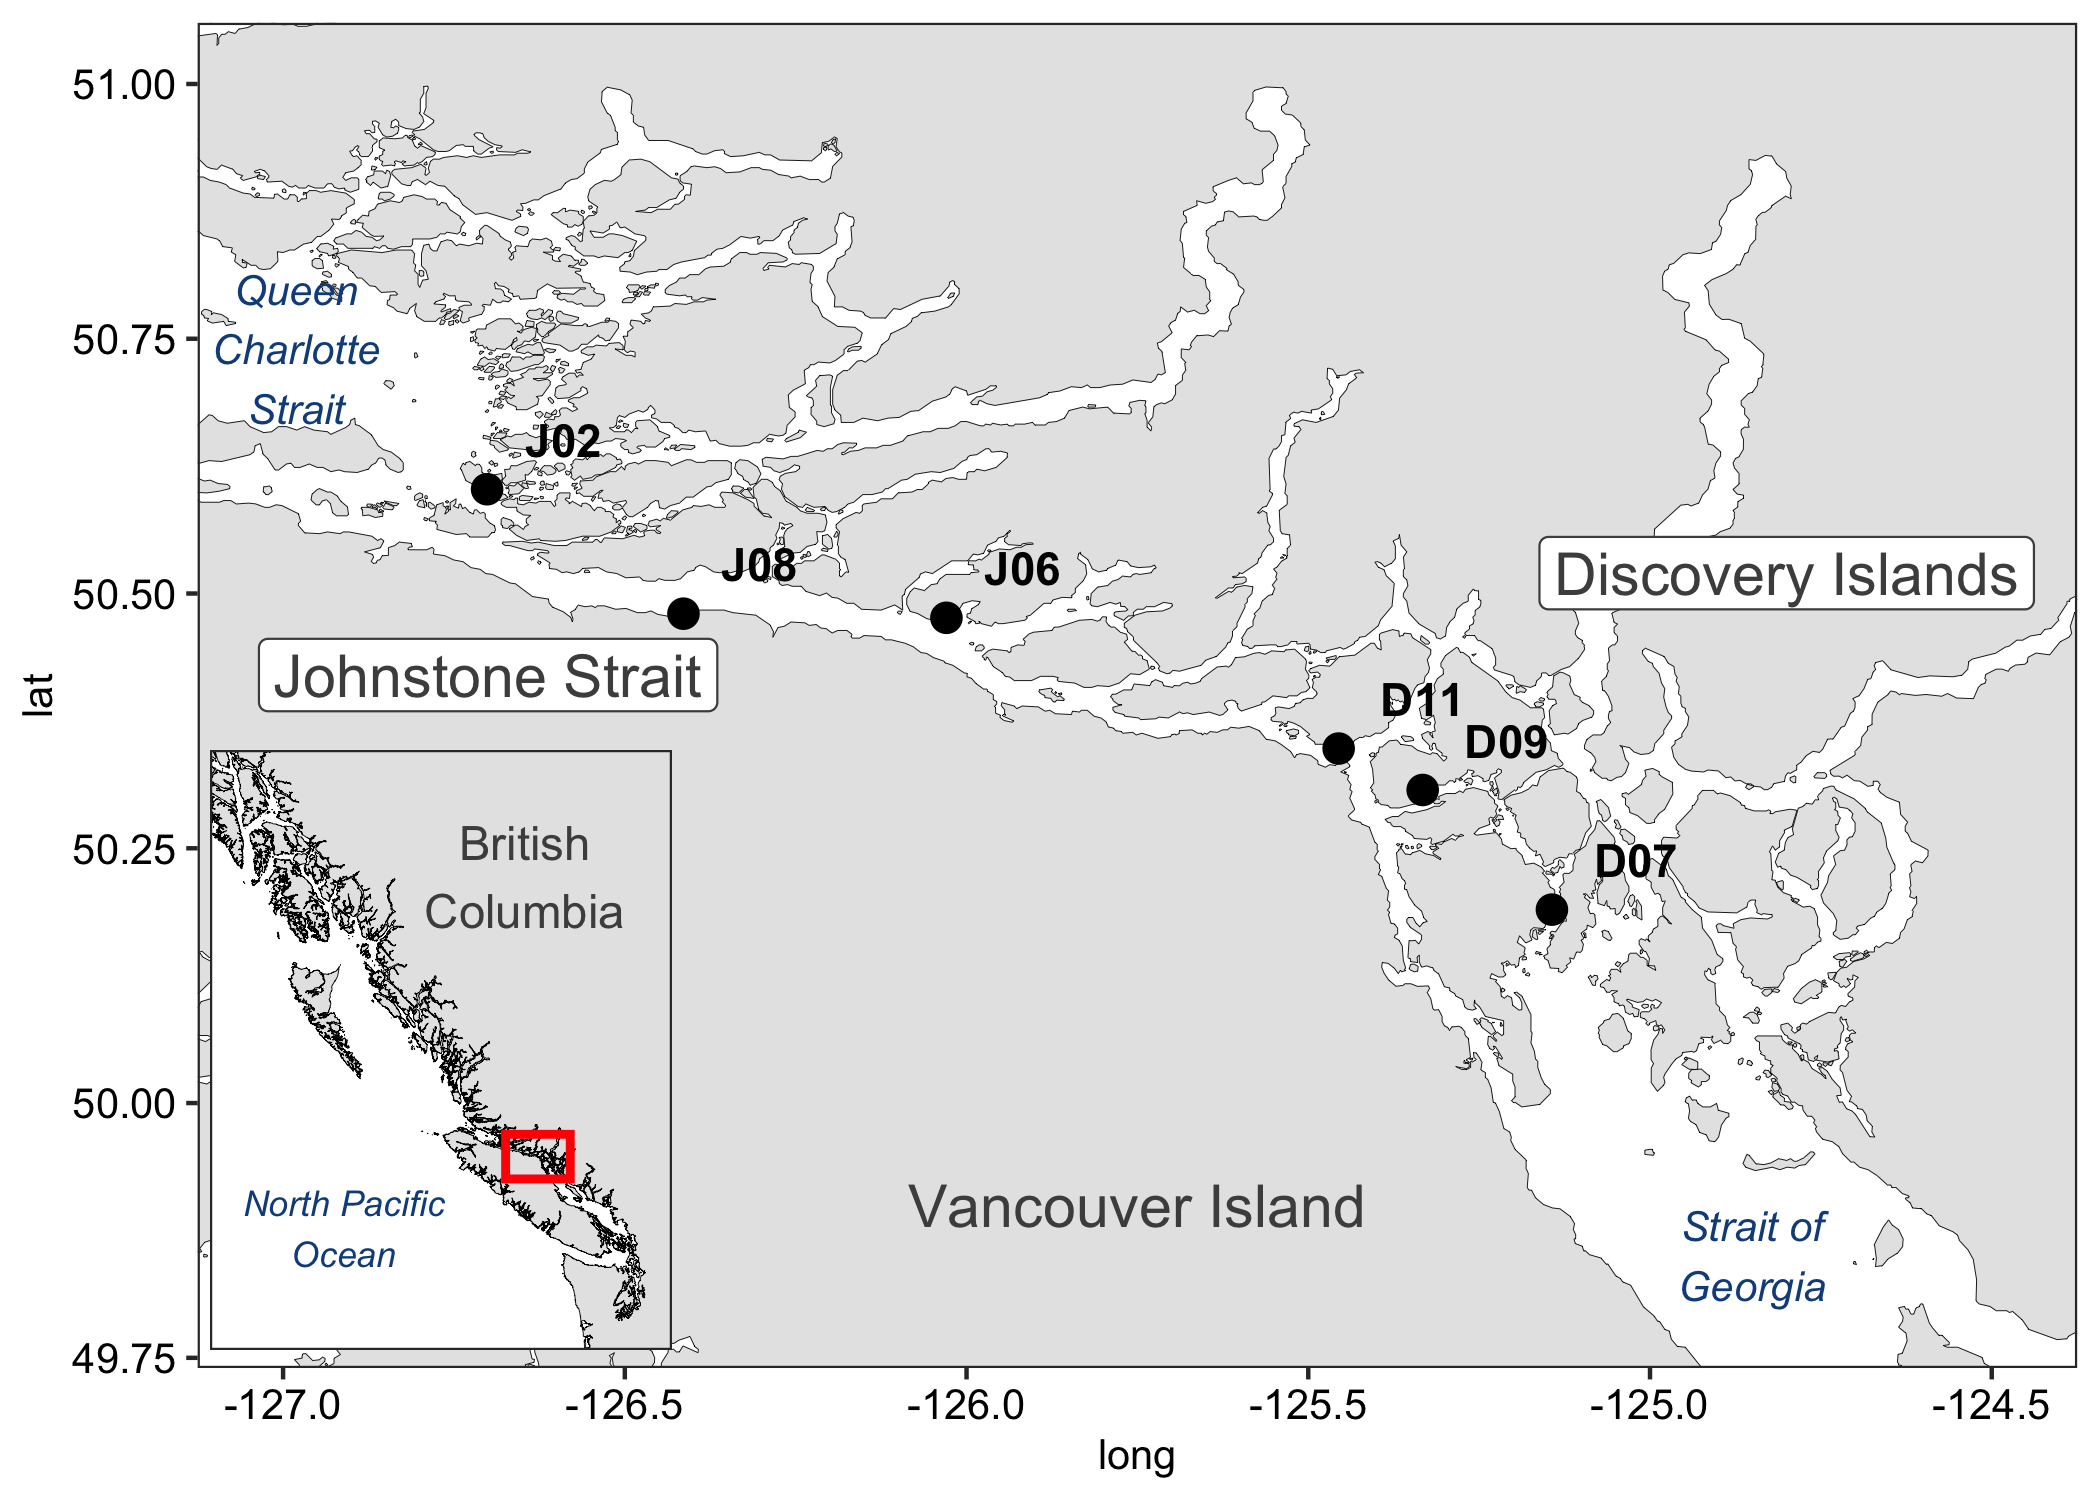 51.00
50.75
50.50
50.25
50.00
49.75
lat
-127.0
-126.5
-126.0
-125.5
-125.0
-124.5
long
Queen
Charlotte
Strait
J02
J08
J06
Discovery Islands
Johnstone Strait
D11
D09
D07
British
Columbia
North Pacific
Ocean
Vancouver Island
Strait of
Georgia